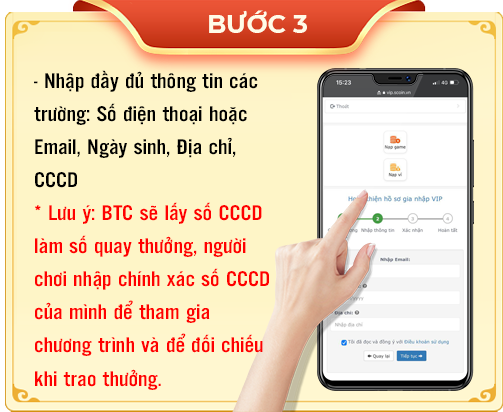 BƯỚC 3
- Nhập đầy đủ thông tin các
trường: Số điện thoại hoặc
Email, Ngày sinh, Địa chỉ,
CCCD
* Lưu ý: BTC sẽ lấy số CCCD
làm số quay thưởng, người
chơi nhập chính xác số CCCD
của mình để tham gia
chương trình và để đối chiếu
khi trao thưởng.
15:23
4G
vip.scoin.vn
Thoát
Nạp game
Nạp ví
thiện hồ sơ gia nhập VIP
2 3 4
Nhập thông tin Xác nhận Hoàn tất
Nhập Email:
Địa chỉ:
Nhập địa chỉ
Tôi đã đọc và đồng ý với Điều khoản sử dụng
Quay lại Tiếp tục